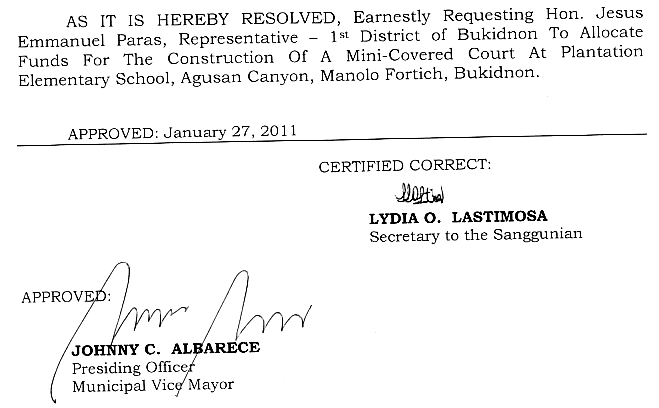 AS IT IS HEREBY RESOLVED, Earnestly Requesting Hon. Jesus
Emmanuel Paras, Representative – 1st District of Bukidnon To Allocate
Funds For The Construction Of A Mini-Covered Court At Plantation
Elementary School, Agusan Canyon, Manolo Fortich, Bukidnon.
APPROVED: January 27, 2011
CERTIFIED CORRECT:
LYDIA O. LASTIMOSA
Secretary to the Sanggunian
APPROVED:
JOHNNY C. ALBARECE
Presiding Officer
Municipal Vice Mayor